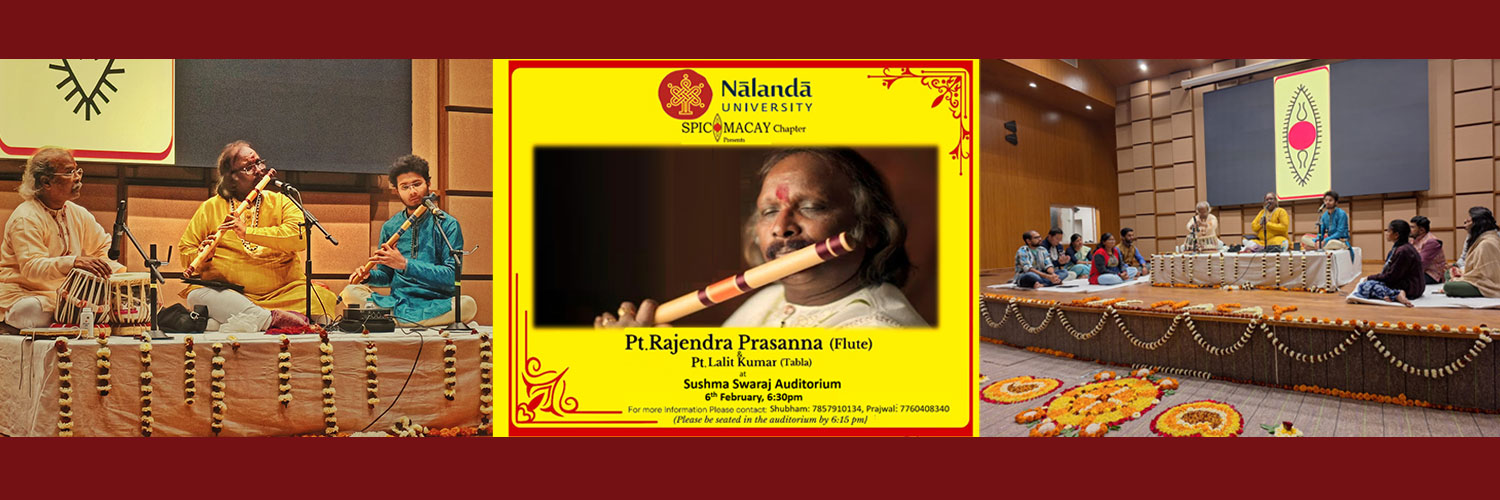 Nālandā
UNIVERSITY
SPIC MACAY Chapter
Presents
Pt.Rajendra Prasanna (Flute)
&
Pt.Lalit Kumar (Tabla)
at
Sushma Swaraj Auditorium
6th February, 6:30pm
For more Information Please contact: Shubham: 7857910134, Prajwal: 7760408340
(Please be seated in the auditorium by 6:15 pm)